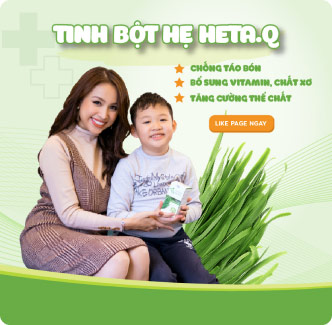 TINH BỘT HẸ HETA.Q
CHỐNG TÁO BÓN
BỔ SUNG VITAMIN, CHẤT XƠ
TĂNG CƯỜNG THỂ CHẤT
LIKE PAGE NGAY